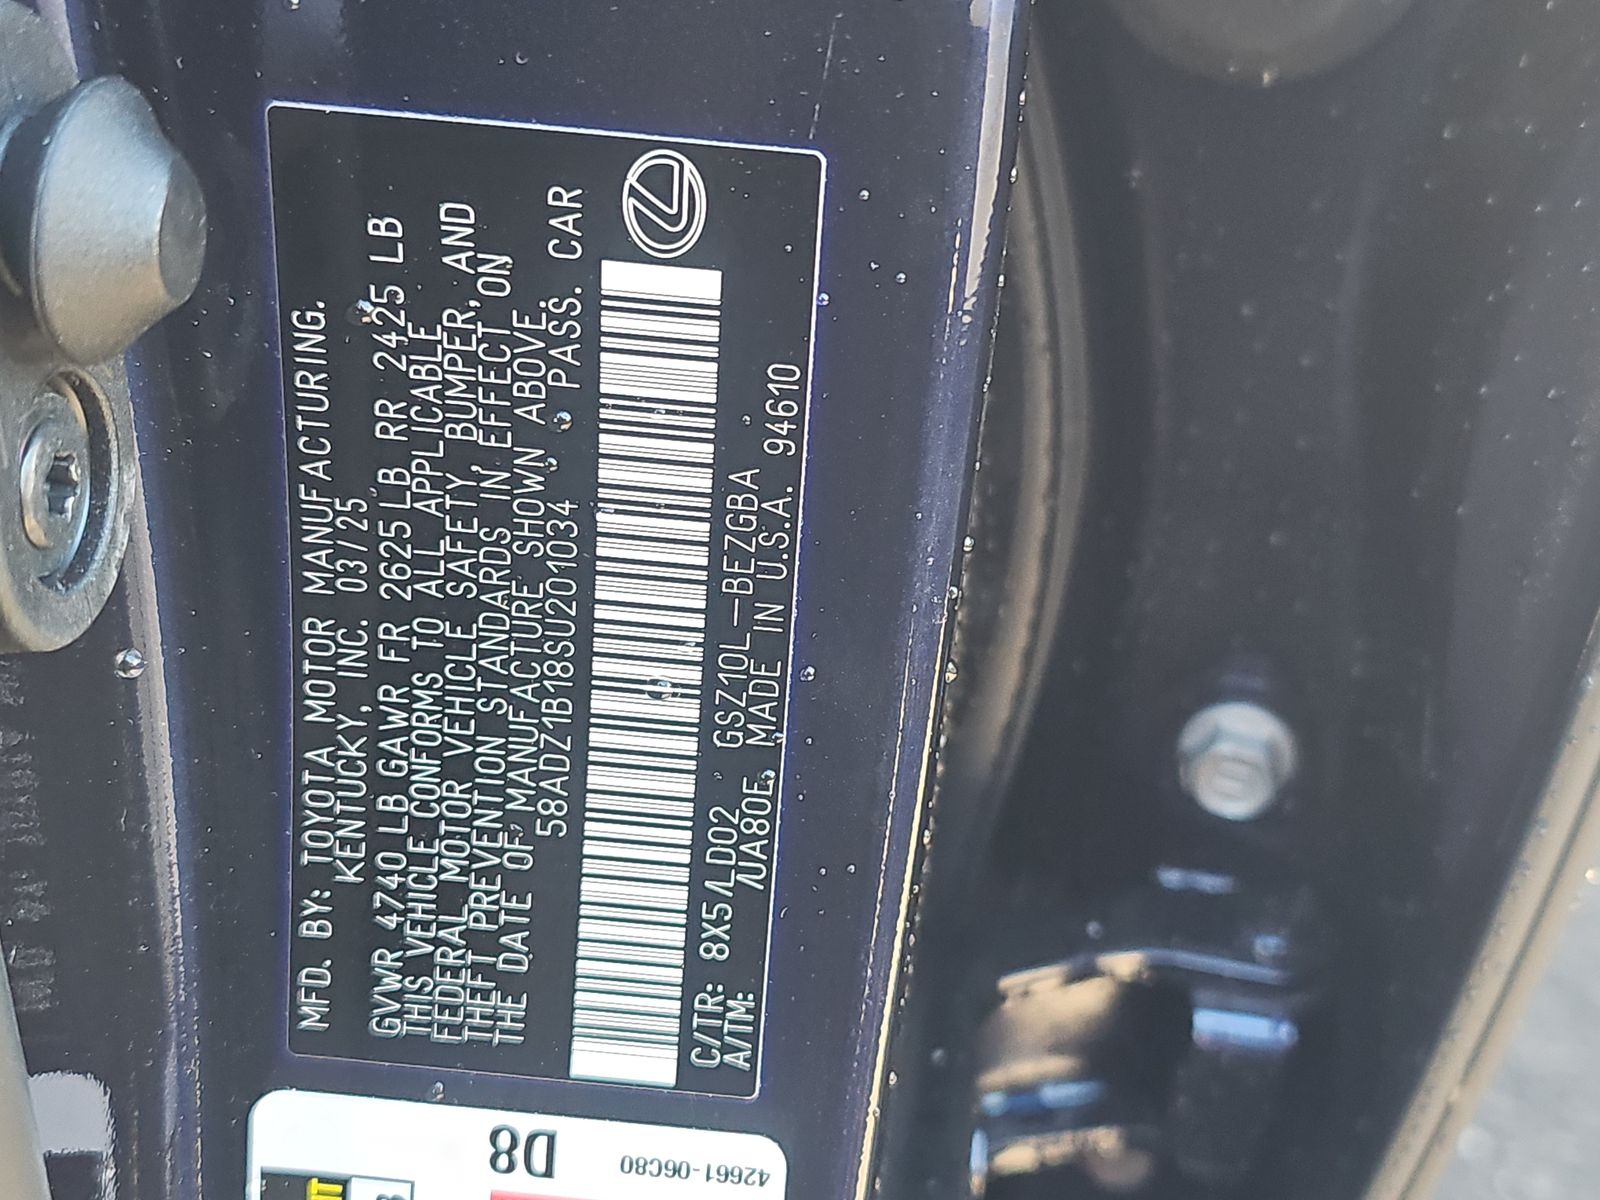 MFD. BY: TOYOTA MOTOR MANUFACTURING.
KENTUCKY, INC. 03/25
GVWR 4740 LB GAWR FR 2625 LB RR 2425 LB
THIS VEHICLE CONFORMS TO ALL APPLICABLE
FEDERAL MOTOR VEHICLE SAFETY, BUMPER, AND
THEFT PREVENTION STANDARDS IN EFFECT ON
THE DATE OF MANUFACTURE SHOWN ABOVE.
58ADZ1B18SU201034 PASS. CAR
C/TR: 8X5/LD02 GSZ10L-BEZGBA
A/TM: /UA80E MADE IN U.S.A. 94610
D8
42661-06C80